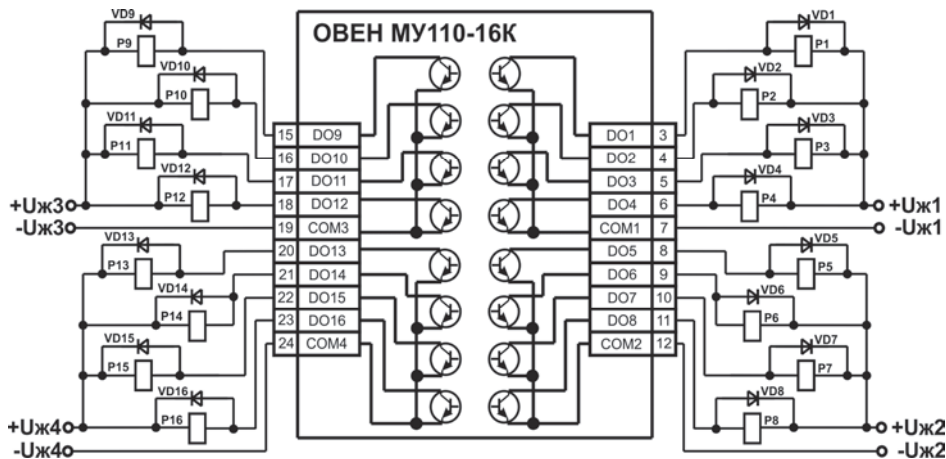 ОВЕН МУ110-16К
VD9
P9
VD10
P10
VD11
P11
VD12
P12
+Uж3
-Uж3
VD13
P13
VD14
P14
VD15
P15
VD16
P16
+Uж4
-Uж4
15 DO9
16 DO10
17 DO11
18 DO12
19 COM3
20 DO13
21 DO14
22 DO15
23 DO16
24 COM4
DO1 3
DO2 4
DO3 5
DO4 6
COM1 7
DO5 8
DO6 9
DO7 10
DO8 11
COM2 12
VD1
P1
VD2
P2
VD3
P3
VD4
P4
+Uж1
-Uж1
VD5
P5
VD6
P6
VD7
P7
VD8
P8
+Uж2
-Uж2